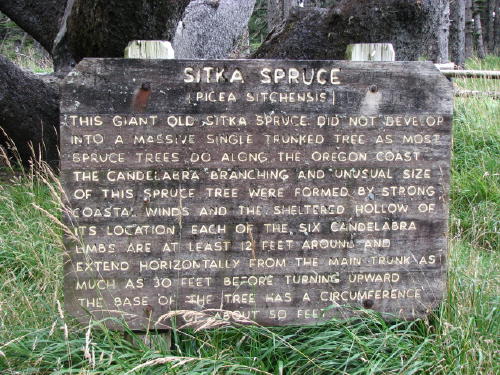 SITKA SPRUCE
(PICEA SITCHENSIS)
THIS GIANT OLD SITKA SPRUCE DID NOT DEVELOP
INTO A MASSIVE SINGLE TRUNKED TREE AS MOST
SPRUCE TREES DO ALONG THE OREGON COAST.
THE CANDELABRA BRANCHING AND UNUSUAL SIZE
OF THIS SPRUCE TREE WERE FORMED BY STRONG
COASTAL WINDS AND THE SHELTERED HOLLOW OF
ITS LOCATION. EACH OF THE SIX CANDELABRA
LIMBS ARE AT LEAST 12 FEET AROUND AND
EXTEND HORIZONTALLY FROM THE MAIN TRUNK AS
MUCH AS 30 FEET BEFORE TURNING UPWARD
THE BASE OF THE TREE HAS A CIRCUMFERENCE
OF ABOUT 50 FEET